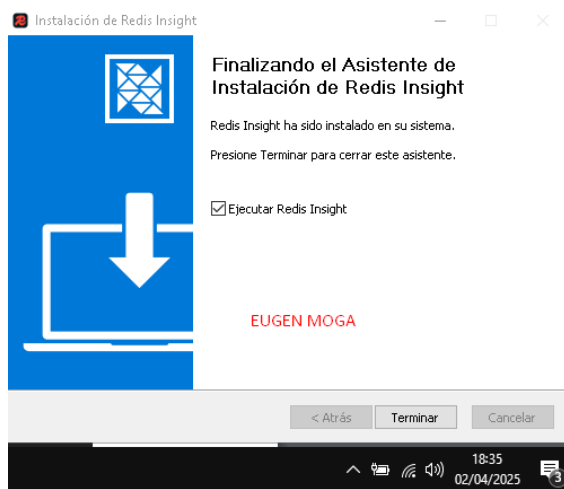 Instalación de Redis Insight
Finalizando el Asistente de
Instalación de Redis Insight
Redis Insight ha sido instalado en su sistema.
Presione Terminar para cerrar este asistente.
Ejecutar Redis Insight
EUGEN MOGA
< Atrás Terminar Cancelar
18:35
02/04/2025
3